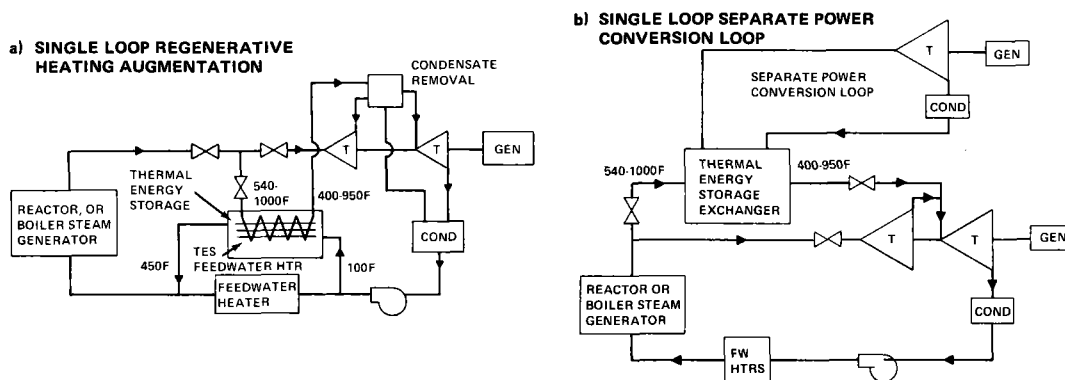 a) SINGLE LOOP REGENERATIVE
HEATING AUGMENTATION
CONDENSATE
REMOVAL
T
T
GEN
THERMAL
ENERGY
STORAGE
540-
1000F
400-950F
REACTOR, OR
BOILER STEAM
GENERATOR
COND
450F
TES
FEEDWATER HTR
100F
FEEDWATER
HEATER
b) SINGLE LOOP SEPARATE POWER
CONVERSION LOOP
T
GEN
SEPARATE POWER
CONVERSION LOOP
COND
540-1000F
THERMAL
ENERGY
STORAGE
EXCHANGER
400-950F
T
T
GEN
REACTOR OR
BOILER STEAM
GENERATOR
COND
FW
HTRS